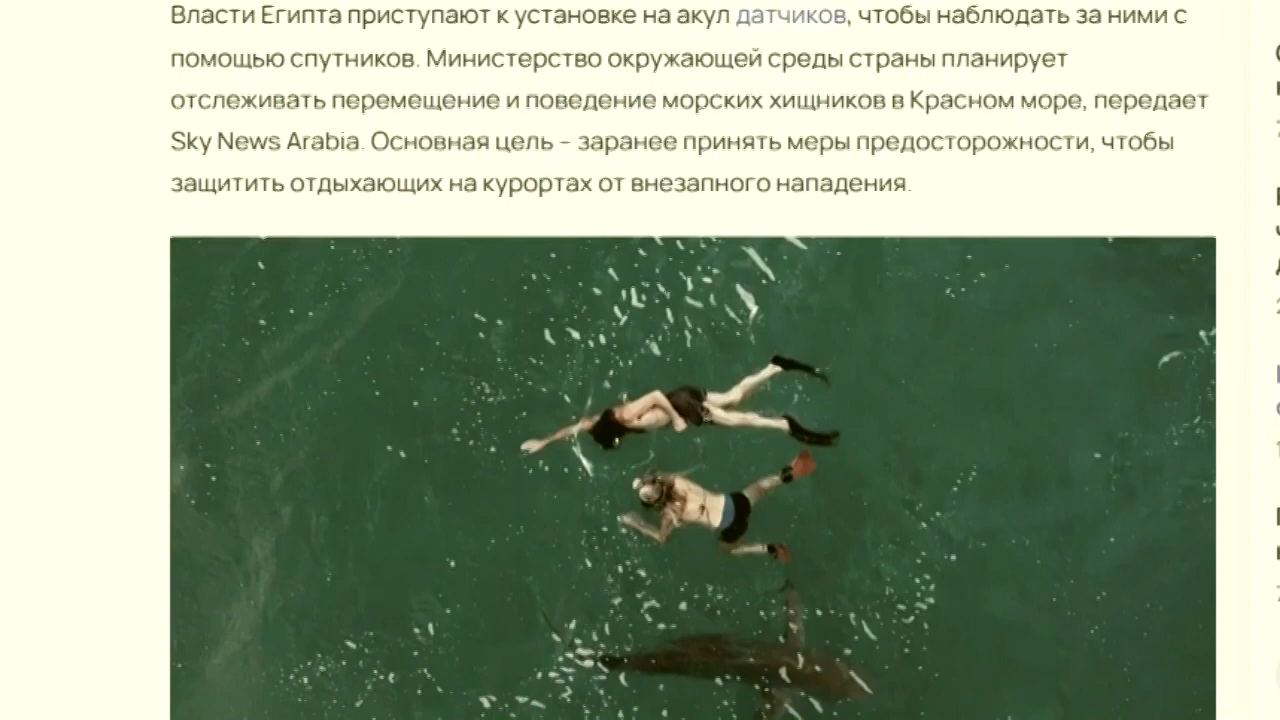 Власти Египта приступают к установке на акул датчиков, чтобы наблюдать за ними с
помощью спутников. Министерство окружающей среды страны планирует
отслеживать перемещение и поведение морских хищников в Красном море, передает
Sky News Arabia. Основная цель – заранее принять меры предосторожности, чтобы
защитить отдыхающих на курортах от внезапного нападения.